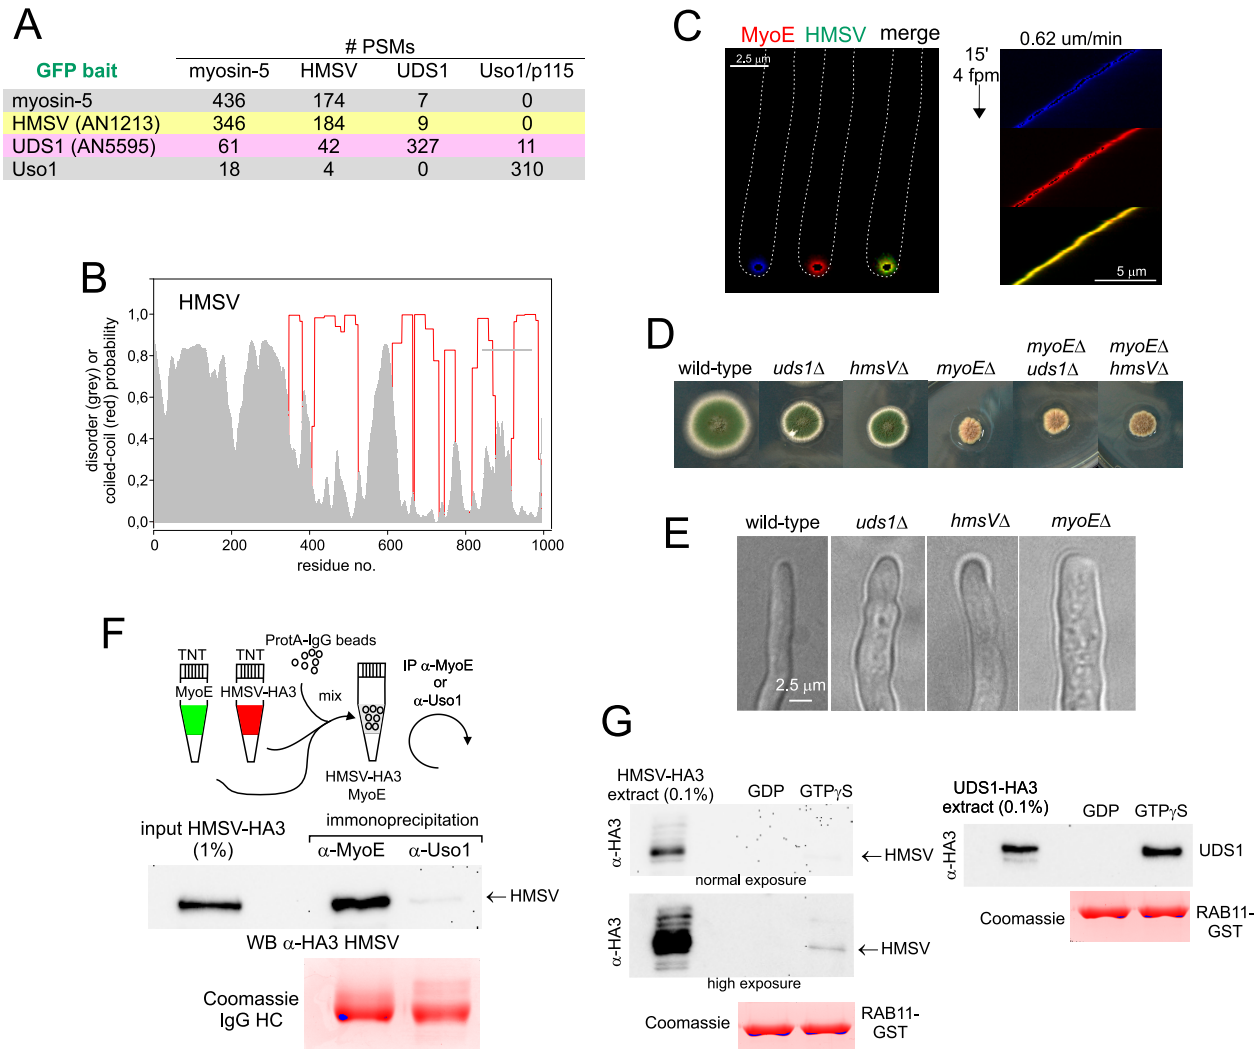 A
# PSMs
GFP bait myosin-5 HMSV UDS1 Uso1/p115
myosin-5 436 174 7 0
HMSV (AN1213) 346 184 9 0
UDS1 (AN5595) 61 42 327 11
Uso1 18 4 0 310
B
HMSV
disorder (grey) or
coiled-coil (red) probability
1,0
0,8
0,6
0,4
0,2
0,0
0 200 400 600 800 1000
residue no.
C
MyoE HMSV merge
2.5 μm
15'
4 fpm
0.62 um/min
5 μm
D
wild-type uds1Δ hmsVΔ myoEΔ myoEΔ uds1Δ myoEΔ hmsVΔ
E
wild-type uds1Δ hmsVΔ myoEΔ
2.5 μm
F
ProtA-IgG beads
TNT TNT
MyoE HMSV-HA3
mix
IP α-MyoE
or
α-Uso1
HMSV-HA3
MyoE
input HMSV-HA3
(1%)
immonoprecipitation
α-MyoE α-Uso1
←HMSV
WB α-HA3 HMSV
Coomassie
IgG HC
G
HMSV-HA3
extract (0.1%)
GDP GTPγS
α-HA3
←HMSV
normal exposure
α-HA3
←HMSV
high exposure
Coomassie
RAB11-
GST
UDS1-HA3
extract (0.1%)
GDP GTPγS
α-HA3
UDS1
Coomassie
RAB11-
GST